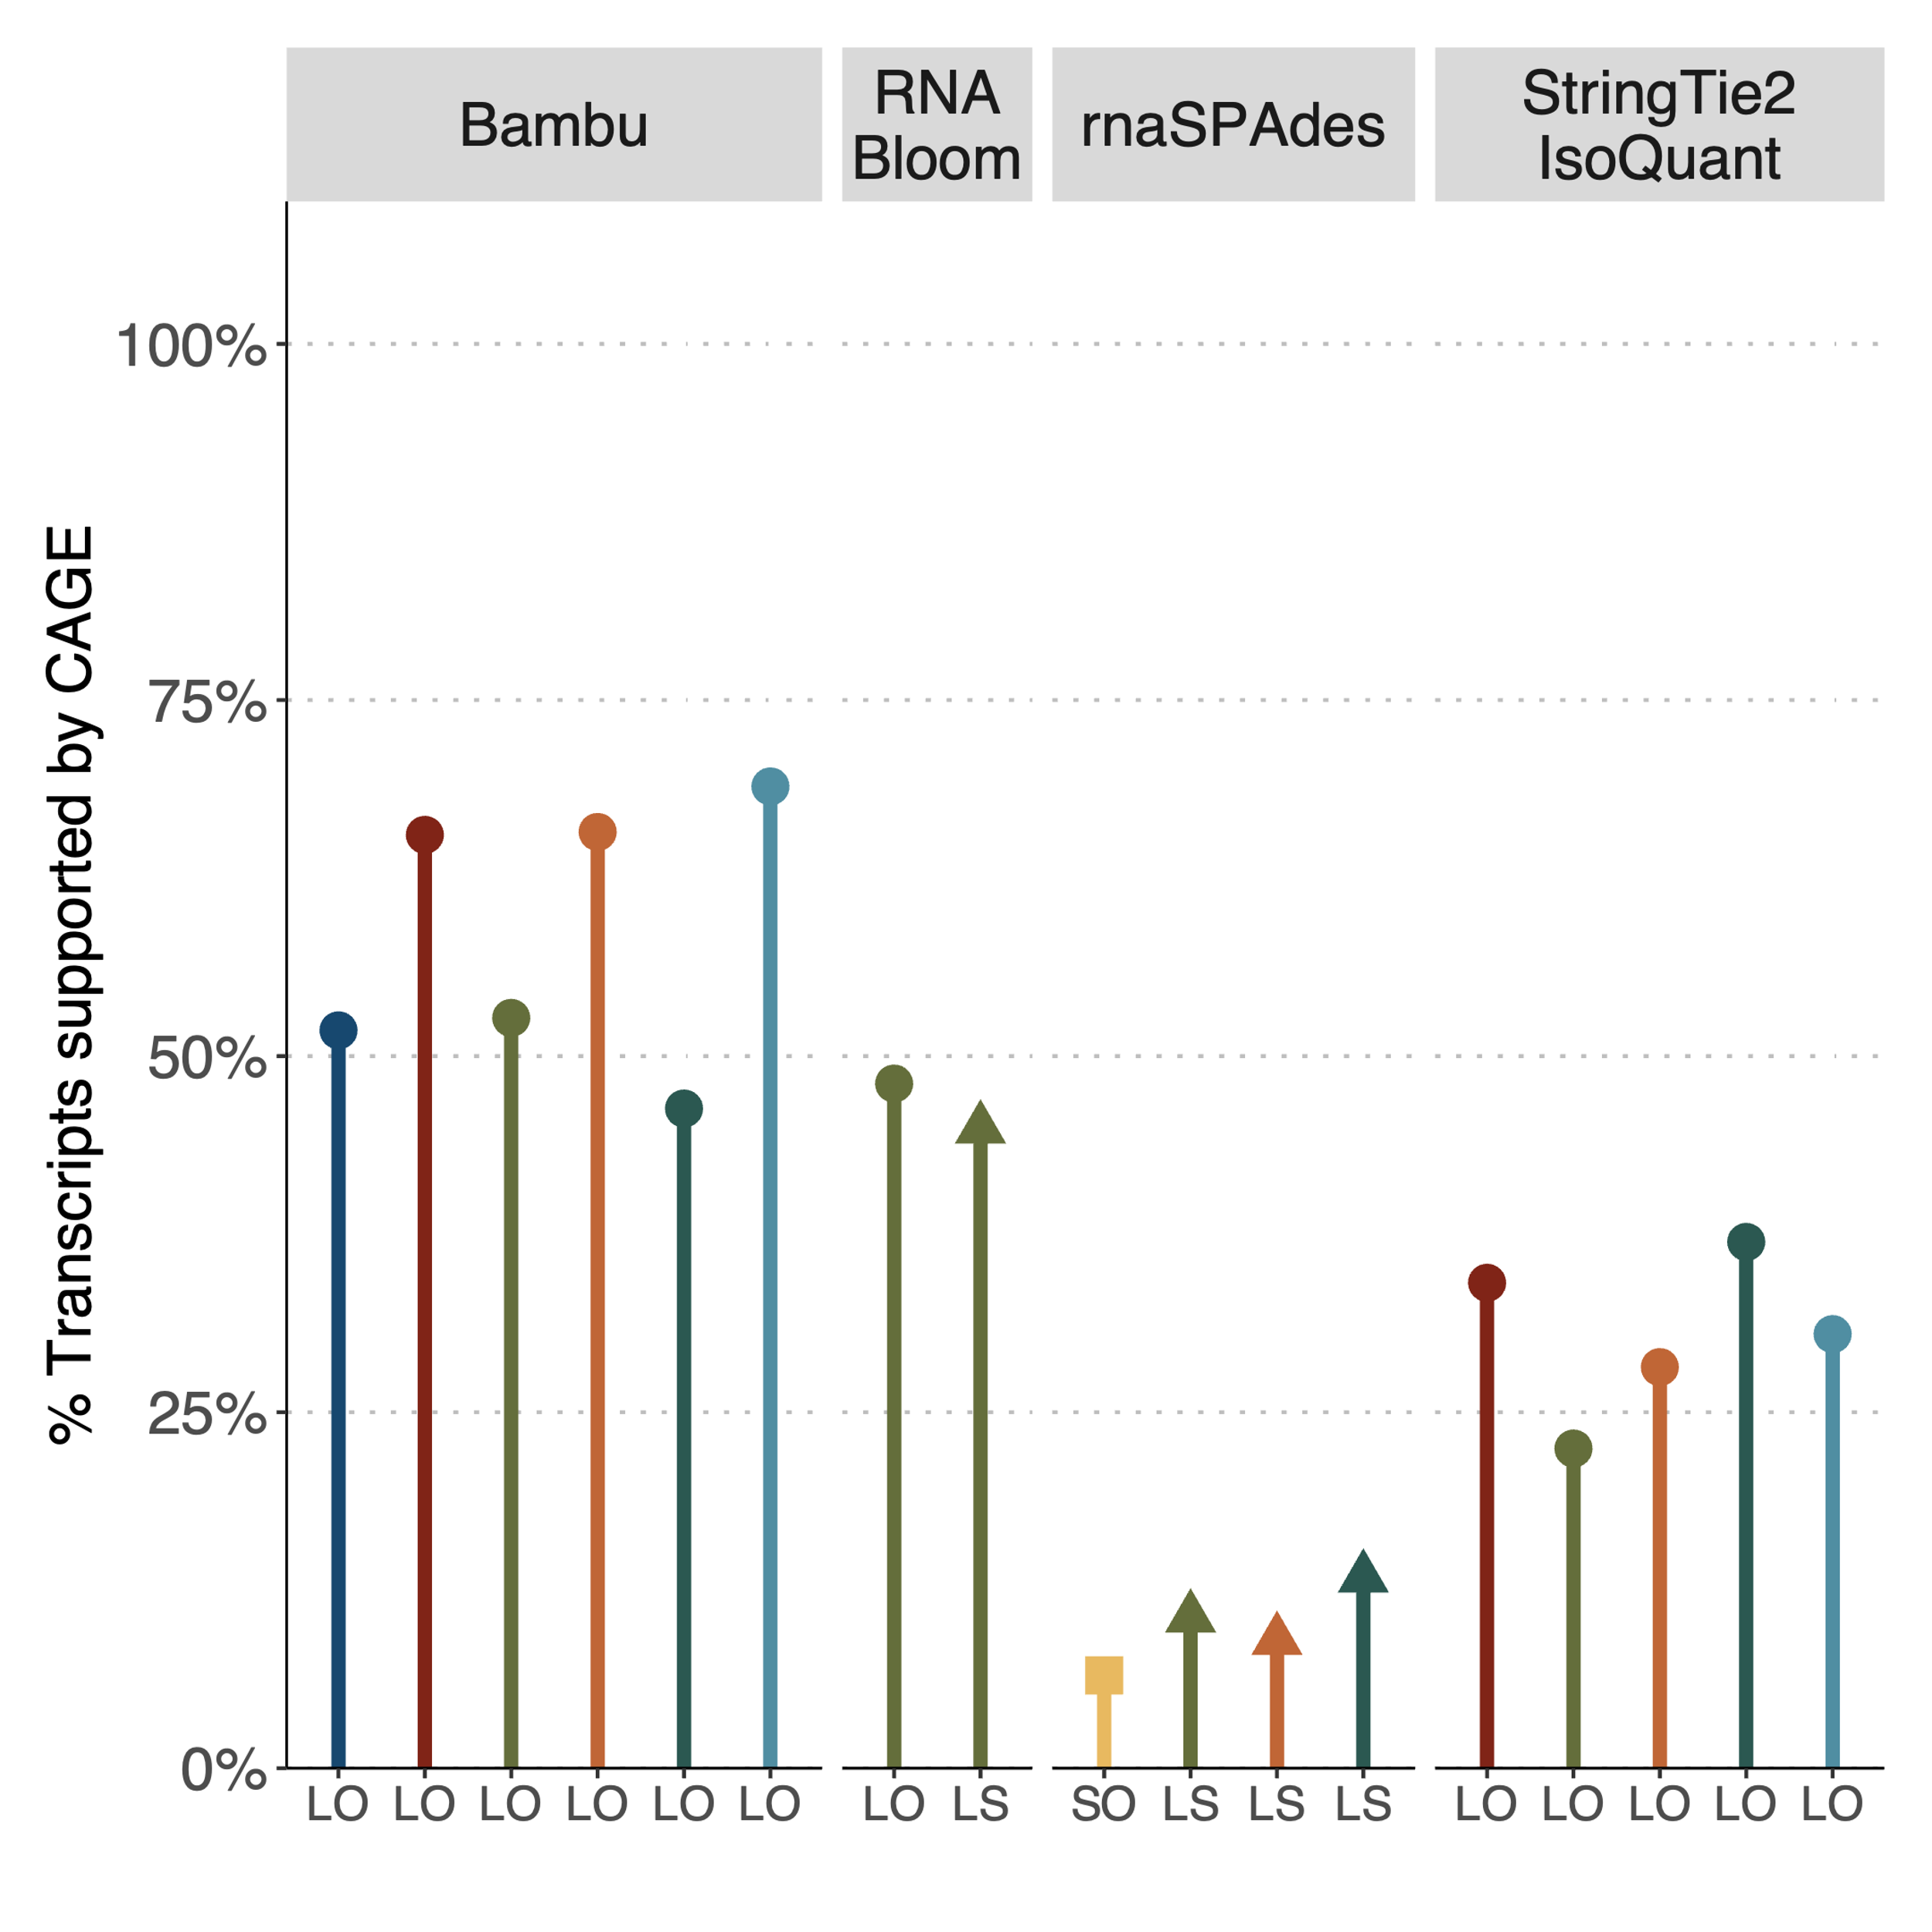 Bambu
RNA
Bloom
rnaSPAdes
StringTie2
IsoQuant
% Transcripts supported by CAGE
100%
75%
50%
25%
0%
LO LO LO LO LO LO LO LS SO LS LS LS LO LO LO LO LO